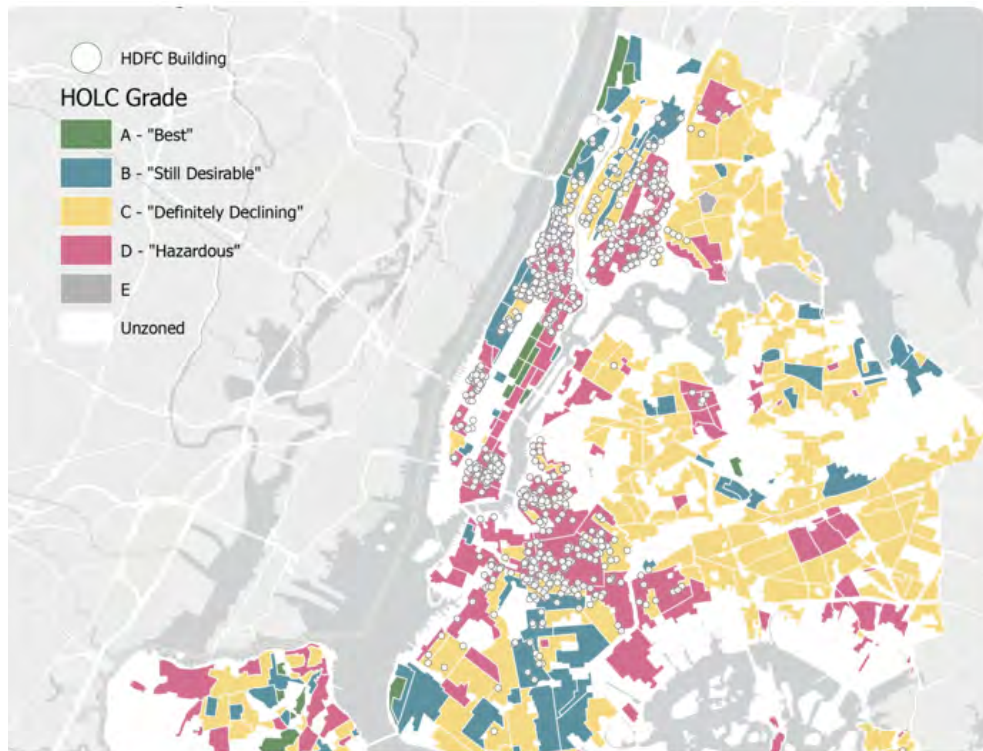 HDFC Building
HOLC Grade
A - "Best"
B - "Still Desirable"
C - "Definitely Declining"
D - "Hazardous"
E
Unzoned